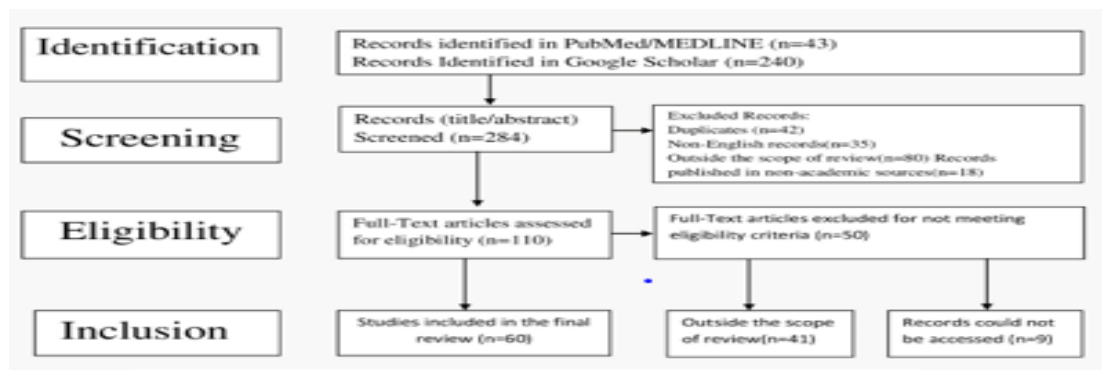 Identification
Records identified in PubMed/MEDLINE (n=43)
Records Identified in Google Scholar (n=240)
Screening
Records (title/abstract)
Screened (n=284)
Excluded Records:
Duplicates (n=42)
Non-English records(n=35)
Outside the scope of review(n=80) Records
published in non-academic sources(n=18)
Eligibility
Full-Text articles assessed
for eligibility (n=110)
Full-Text articles excluded for not meeting
eligibility criteria (n=50)
Inclusion
Studies included in the final
review (n=60)
Outside the scope
of review(n=41)
Records could not
be accessed (n=9)